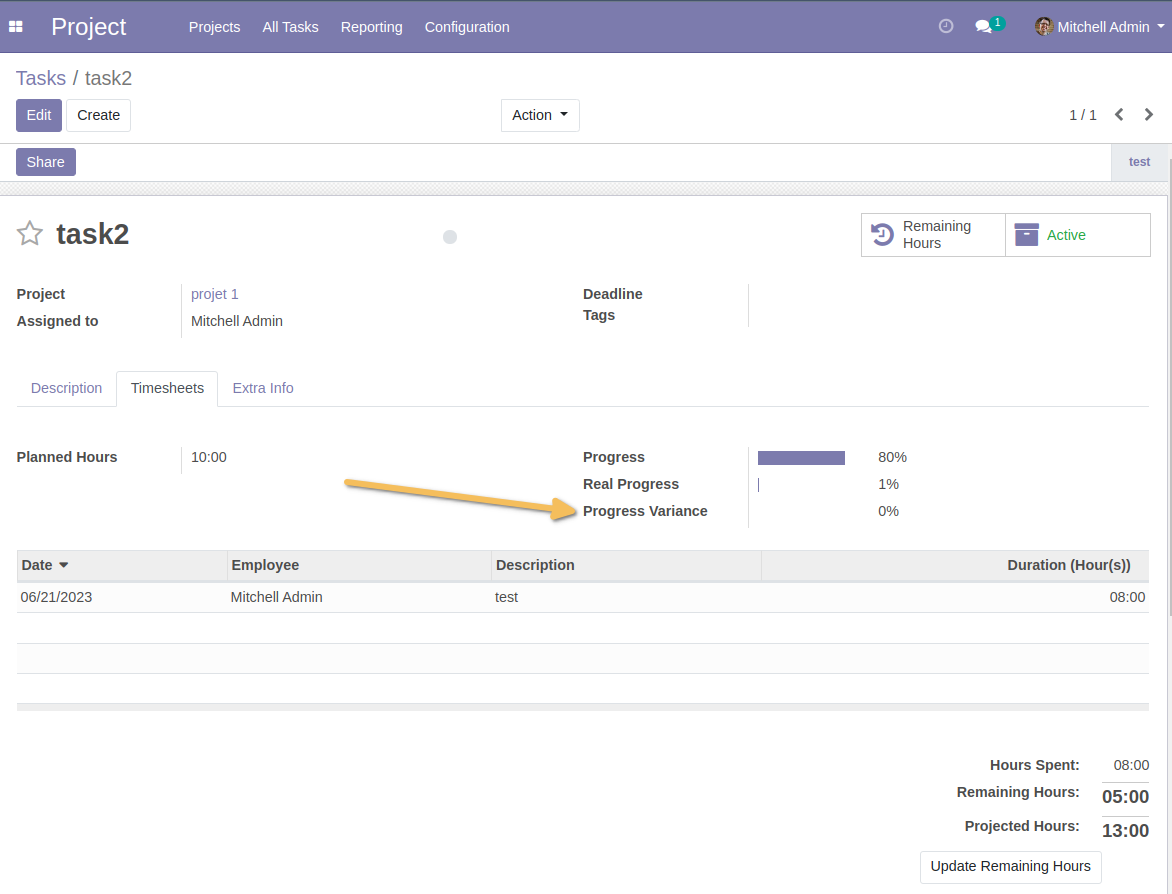 Project Projects All Tasks Reporting Configuration 1 Mitchell Admin
Tasks / task2
Edit Create Action 1 / 1
Share test
task2
Remaining Hours
Active
Project projet 1
Assigned to Mitchell Admin
Deadline
Tags
Description Timesheets Extra Info
Planned Hours 10:00
Progress 80%
Real Progress 1%
Progress Variance 0%
Date Employee Description Duration (Hour(s))
06/21/2023 Mitchell Admin test 08:00
Hours Spent: 08:00
Remaining Hours: 05:00
Projected Hours: 13:00
Update Remaining Hours